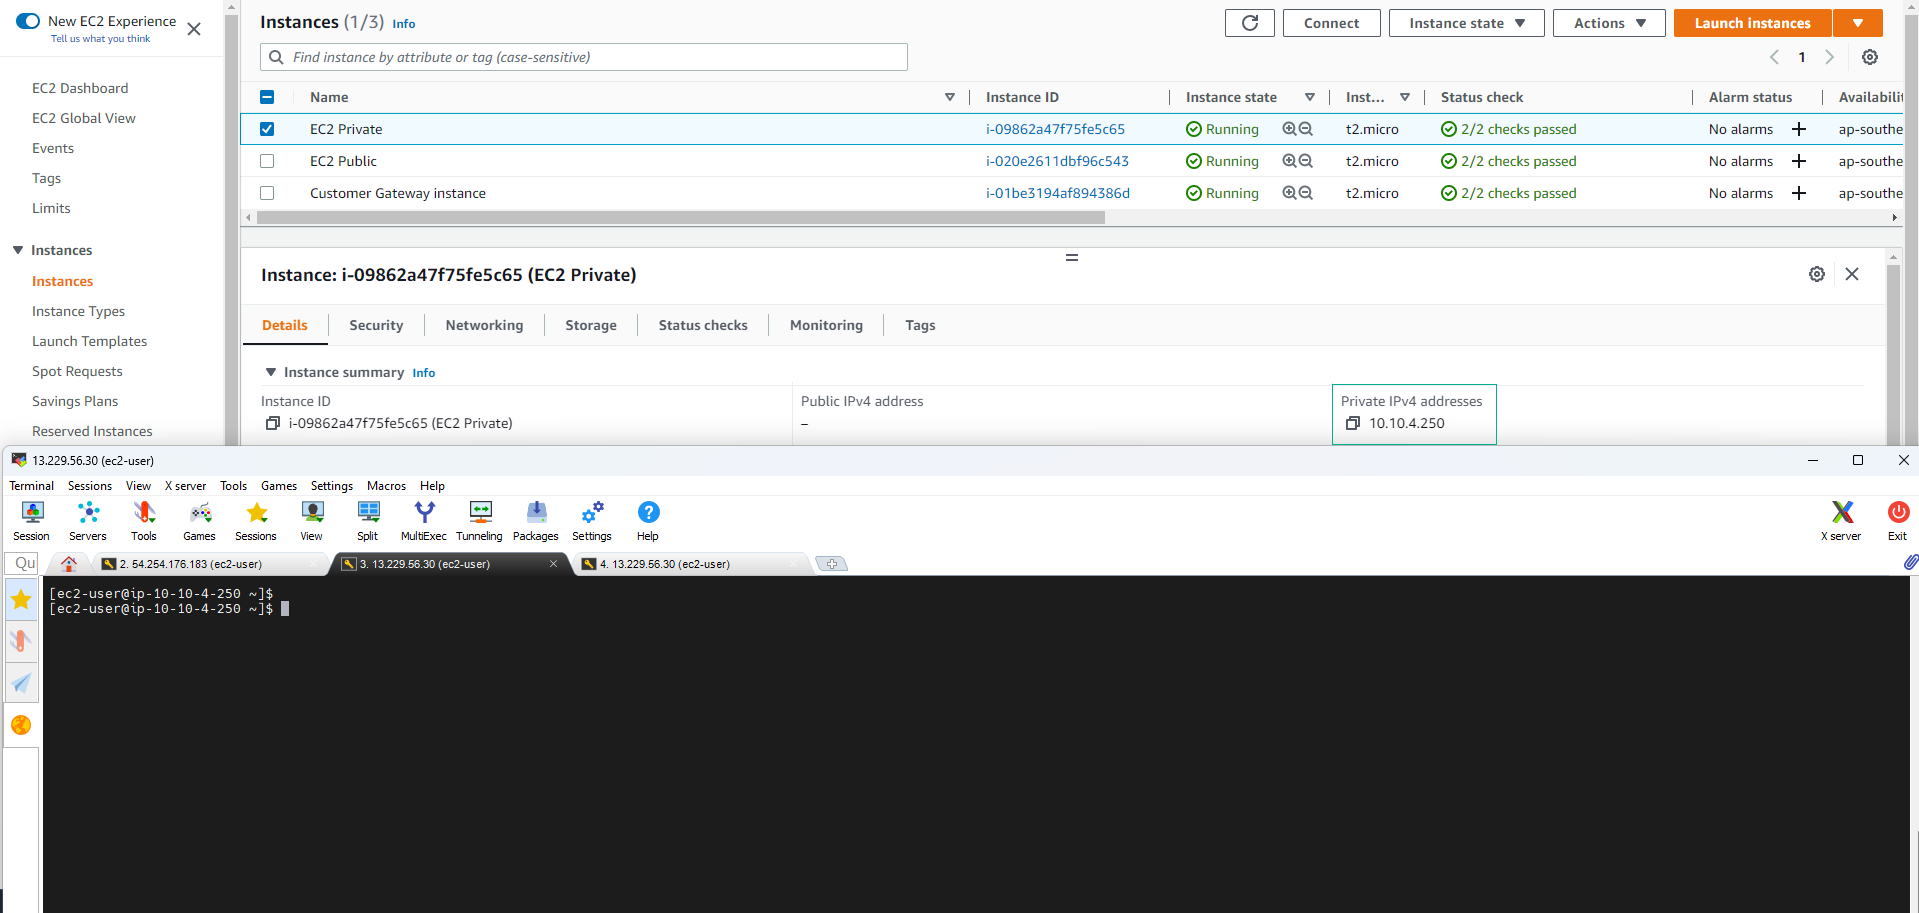 New EC2 Experience
Tell us what you think
EC2 Dashboard
EC2 Global View
Events
Tags
Limits
Instances
Instances
Instance Types
Launch Templates
Spot Requests
Savings Plans
Reserved Instances
Instances (1/3) Info
Connect
Instance state
Actions
Launch instances
Find instance by attribute or tag (case-sensitive)
1
Name Instance ID Instance state Inst... Status check Alarm status Availabili
EC2 Private i-09862a47f75fe5c65 Running t2.micro 2/2 checks passed No alarms + ap-southe
EC2 Public i-020e2611dbf96c543 Running t2.micro 2/2 checks passed No alarms + ap-southe
Customer Gateway instance i-01be3194af894386d Running t2.micro 2/2 checks passed No alarms + ap-southe
Instance: i-09862a47f75fe5c65 (EC2 Private)
Details Security Networking Storage Status checks Monitoring Tags
Instance summary Info
Instance ID
i-09862a47f75fe5c65 (EC2 Private)
Public IPv4 address
–
Private IPv4 addresses
10.10.4.250
13.229.56.30 (ec2-user)
Terminal Sessions View X server Tools Games Settings Macros Help
Session Servers Tools Games Sessions View Split MultiExec Tunneling Packages Settings Help X server Exit
Qui 2. 54.254.176.183 (ec2-user) 3. 13.229.56.30 (ec2-user) 4. 13.229.56.30 (ec2-user)
[ec2-user@ip-10-10-4-250 ~]$
[ec2-user@ip-10-10-4-250 ~]$